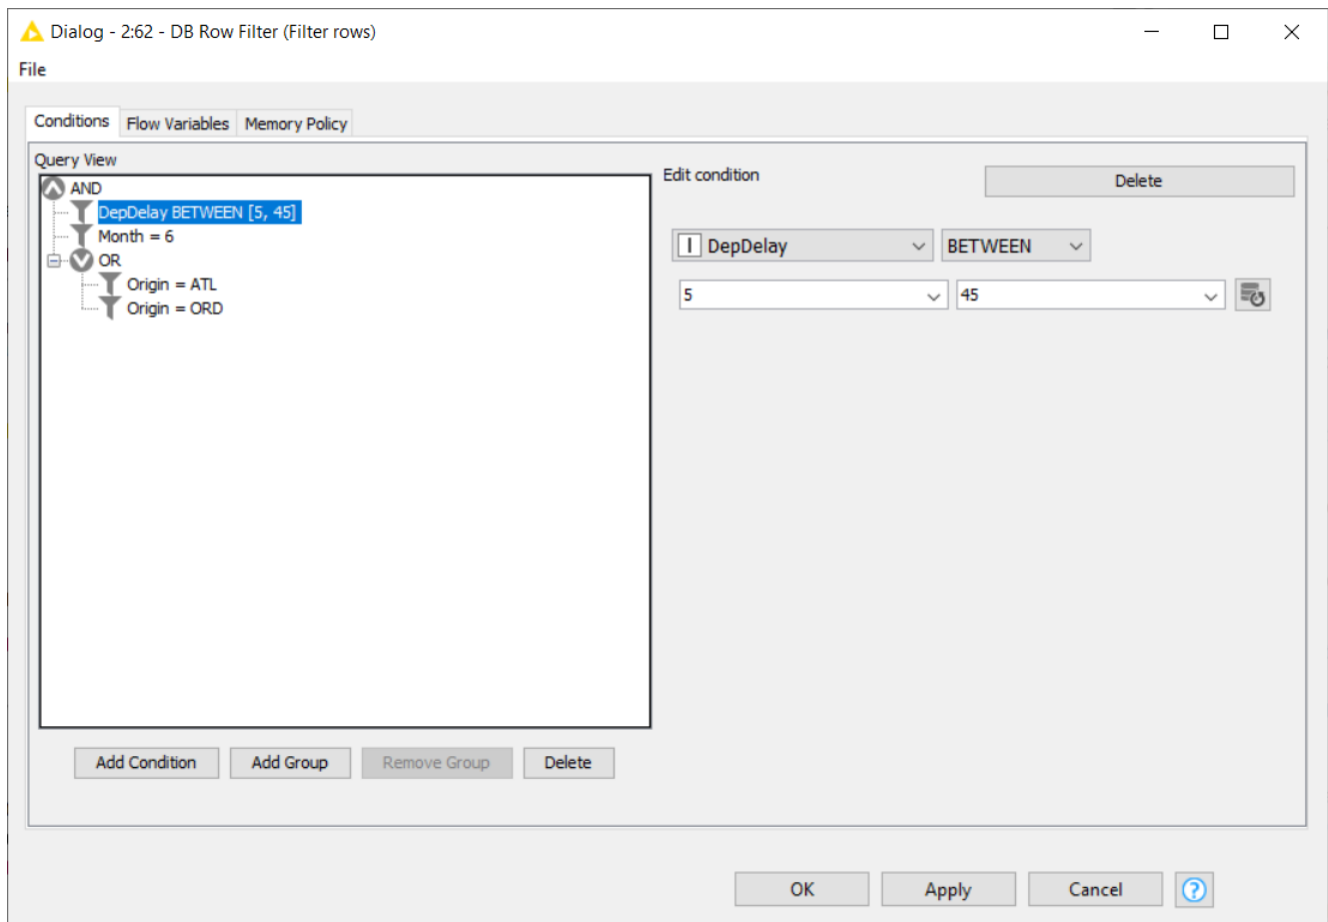 Dialog - 2:62 - DB Row Filter (Filter rows)
File
Conditions Flow Variables Memory Policy
Query View
AND
DepDelay BETWEEN [5, 45]
Month = 6
OR
Origin = ATL
Origin = ORD
Add Condition Add Group Remove Group Delete
Edit condition Delete
I DepDelay BETWEEN
5 45
OK Apply Cancel ?